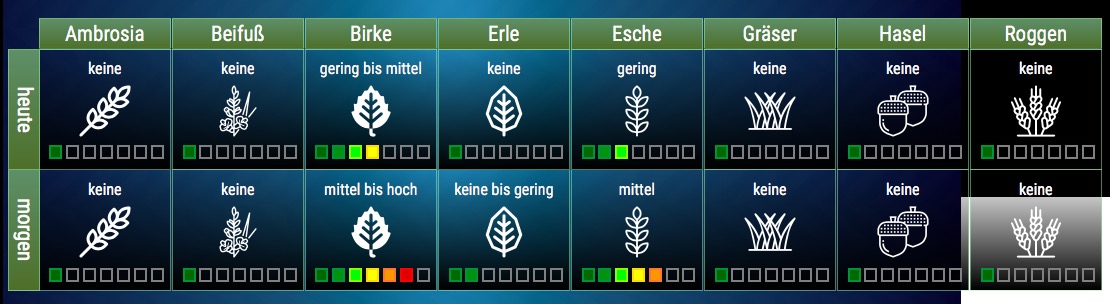 Ambrosia Beifuß Birke Erle Esche Gräser Hasel Roggen
heute
keine keine gering bis mittel keine gering keine keine keine
morgen
keine keine mittel bis hoch keine bis gering mittel keine keine keine